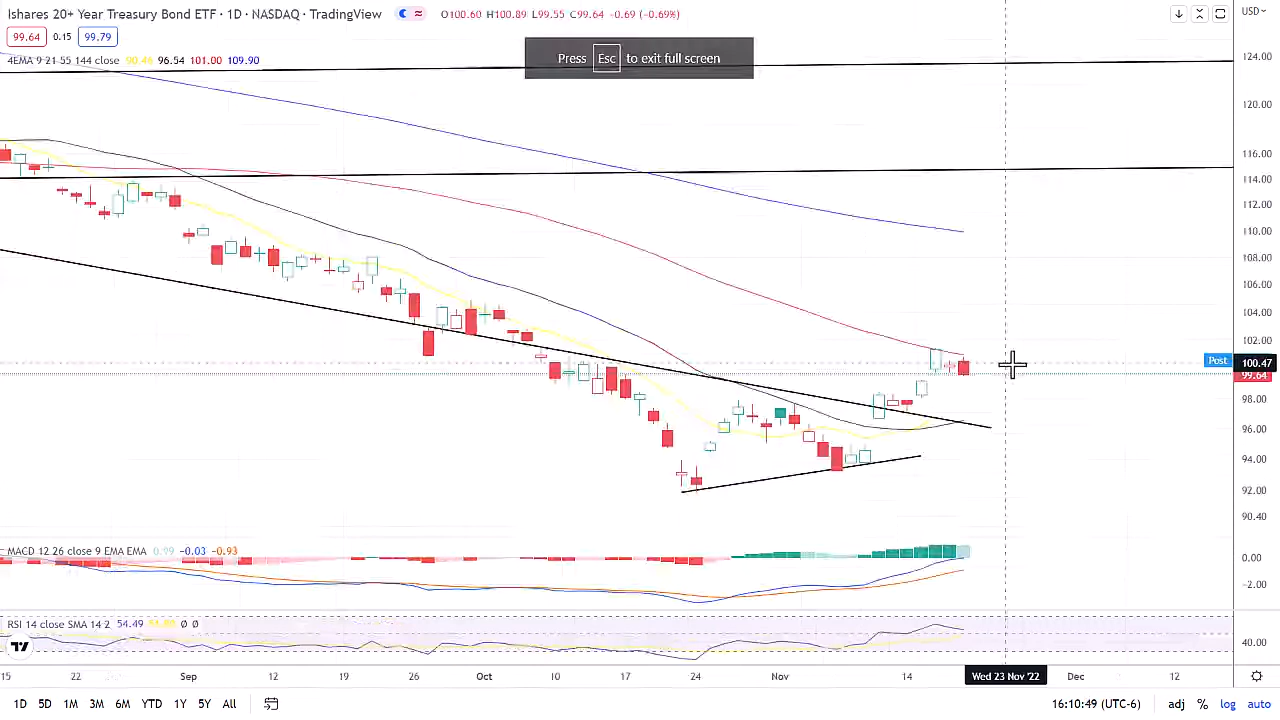 Ishares 20+ Year Treasury Bond ETF · 1D · NASDAQ · TradingView O100.60 H100.89 L99.55 C99.64 -0.69 (-0.69%)
USD
99.64 0.15 99.79
Press Esc to exit full screen
4EMA 9 21 55 144 close 96.54 101.00 109.90
124.00
120.00
116.00
114.00
112.00
110.00
108.00
106.00
104.00
102.00
Post 100.47
99.64
98.00
96.00
94.00
92.00
90.40
MACD 12 26 close 9 EMA EMA 0.99 -0.03 -0.93
0.00
-2.00
RSI 14 close SMA 14 2 54.49 Ø Ø
40.00
15 22 Sep 12 19 26 Oct 10 17 24 Nov 14 Wed 23 Nov '22 Dec 12
1D 5D 1M 3M 6M YTD 1Y 5Y All 16:10:49 (UTC-6) adj % log auto